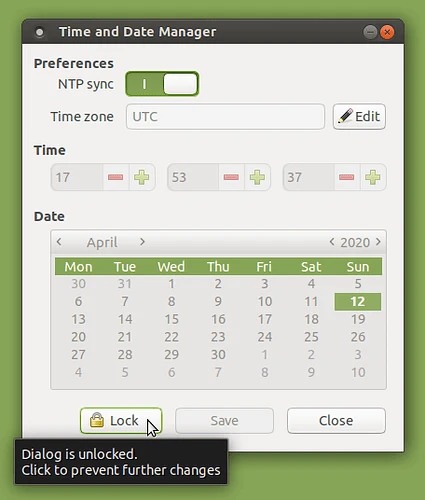 Time and Date Manager
Preferences
NTP sync
Time zone UTC Edit
Time
17 53 37
Date
April 2020
Mon Tue Wed Thu Fri Sat Sun
30 31 1 2 3 4 5
6 7 8 9 10 11 12
13 14 15 16 17 18 19
20 21 22 23 24 25 26
27 28 29 30 1 2 3
4 5 6 7 8 9 10
Lock Save Close
Dialog is unlocked.
Click to prevent further changes